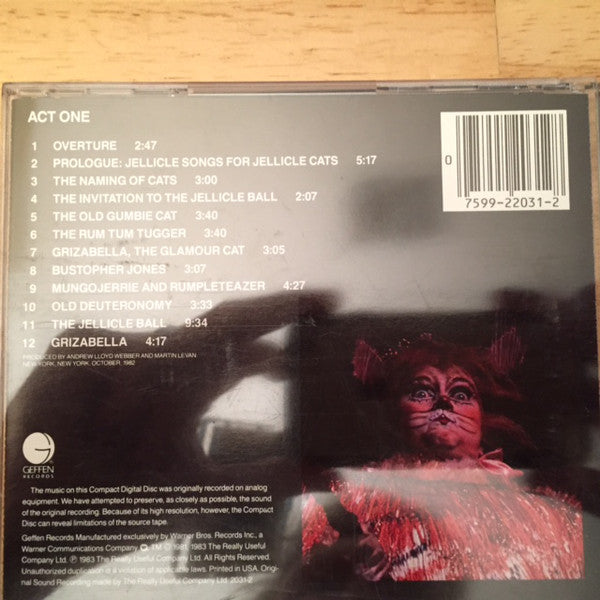 ACT ONE
1 OVERTURE 2:47
2 PROLOGUE: JELLICLE SONGS FOR JELLICLE CATS 5:17
3 THE NAMING OF CATS 3:00
4 THE INVITATION TO THE JELLICLE BALL 2:07
5 THE OLD GUMBIE CAT 3:40
6 THE RUM TUM TUGGER 3:40
7 GRIZABELLA, THE GLAMOUR CAT 3:05
8 BUSTOPHER JONES 3:07
9 MUNGOJERRIE AND RUMPLETEAZER 4:27
10 OLD DEUTERONOMY 3:33
11 THE JELLICLE BALL 9:34
12 GRIZABELLA 4:17
PRODUCED BY ANDREW LLOYD WEBBER AND MARTIN LEVAN
NEW YORK, NEW YORK, OCTOBER, 1982
0 7599-22031-2
GEFFEN
RECORDS
The music on this Compact Digital Disc was originally recorded on analog
equipment. We have attempted to preserve, as closely as possible, the sound
of the original recording. Because of its high resolution, however, the Compact
Disc can reveal limitations of the source tape.
Geffen Records Manufactured exclusively by Warner Bros. Records Inc., a
Warner Communications Company. TM © 1981, 1983 The Really Useful
Company Ltd. ℗ 1983 The Really Useful Company Ltd. All Rights Reserved.
Unauthorized duplication is a violation of applicable laws. Printed in USA. Origi-
nal Sound Recording made by The Really Useful Company Ltd. 2031-2